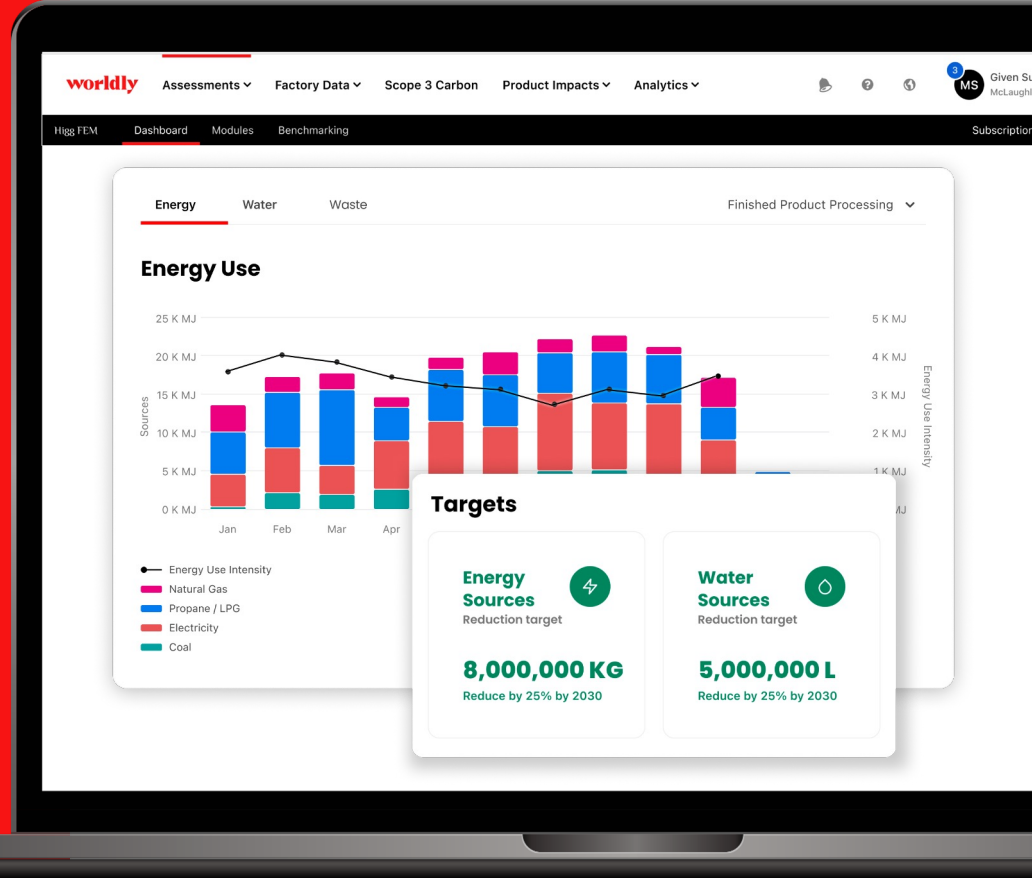 worldly Assessments Factory Data Scope 3 Carbon Product Impacts Analytics 3 MS Given Su
McLaughl
Higg FEM Dashboard Modules Benchmarking Subscription
Energy Water Waste Finished Product Processing
Energy Use
25 K MJ 5 K MJ
20 K MJ 4 K MJ
15 K MJ 3 K MJ
10 K MJ 2 K MJ
5 K MJ 1 K MJ
0 K MJ MJ
Sources
Energy Use Intensity
Jan Feb Mar Apr
Energy Use Intensity
Natural Gas
Propane / LPG
Electricity
Coal
Targets
Energy
Sources
Reduction target
8,000,000 KG
Reduce by 25% by 2030
Water
Sources
Reduction target
5,000,000 L
Reduce by 25% by 2030